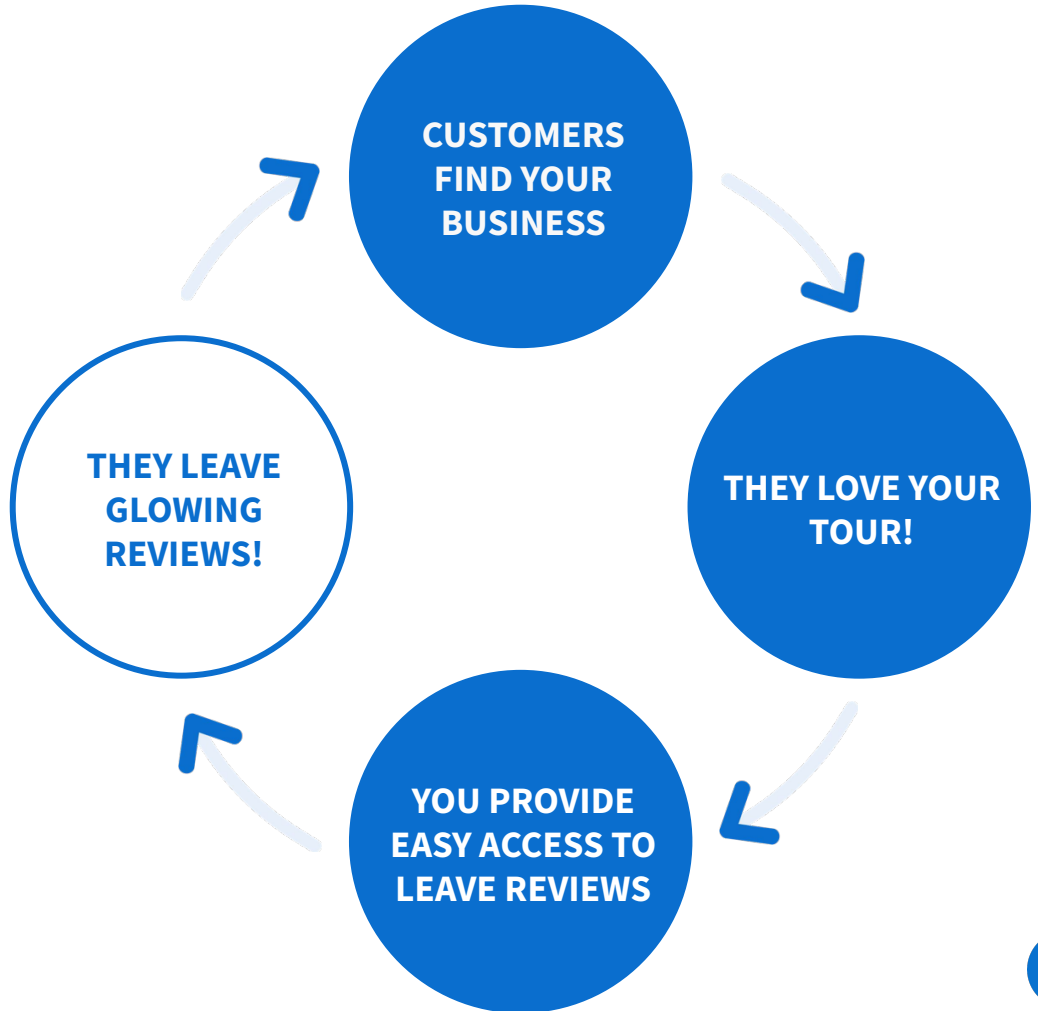 CUSTOMERS
FIND YOUR
BUSINESS
THEY LOVE YOUR
TOUR!
YOU PROVIDE
EASY ACCESS TO
LEAVE REVIEWS
THEY LEAVE
GLOWING
REVIEWS!